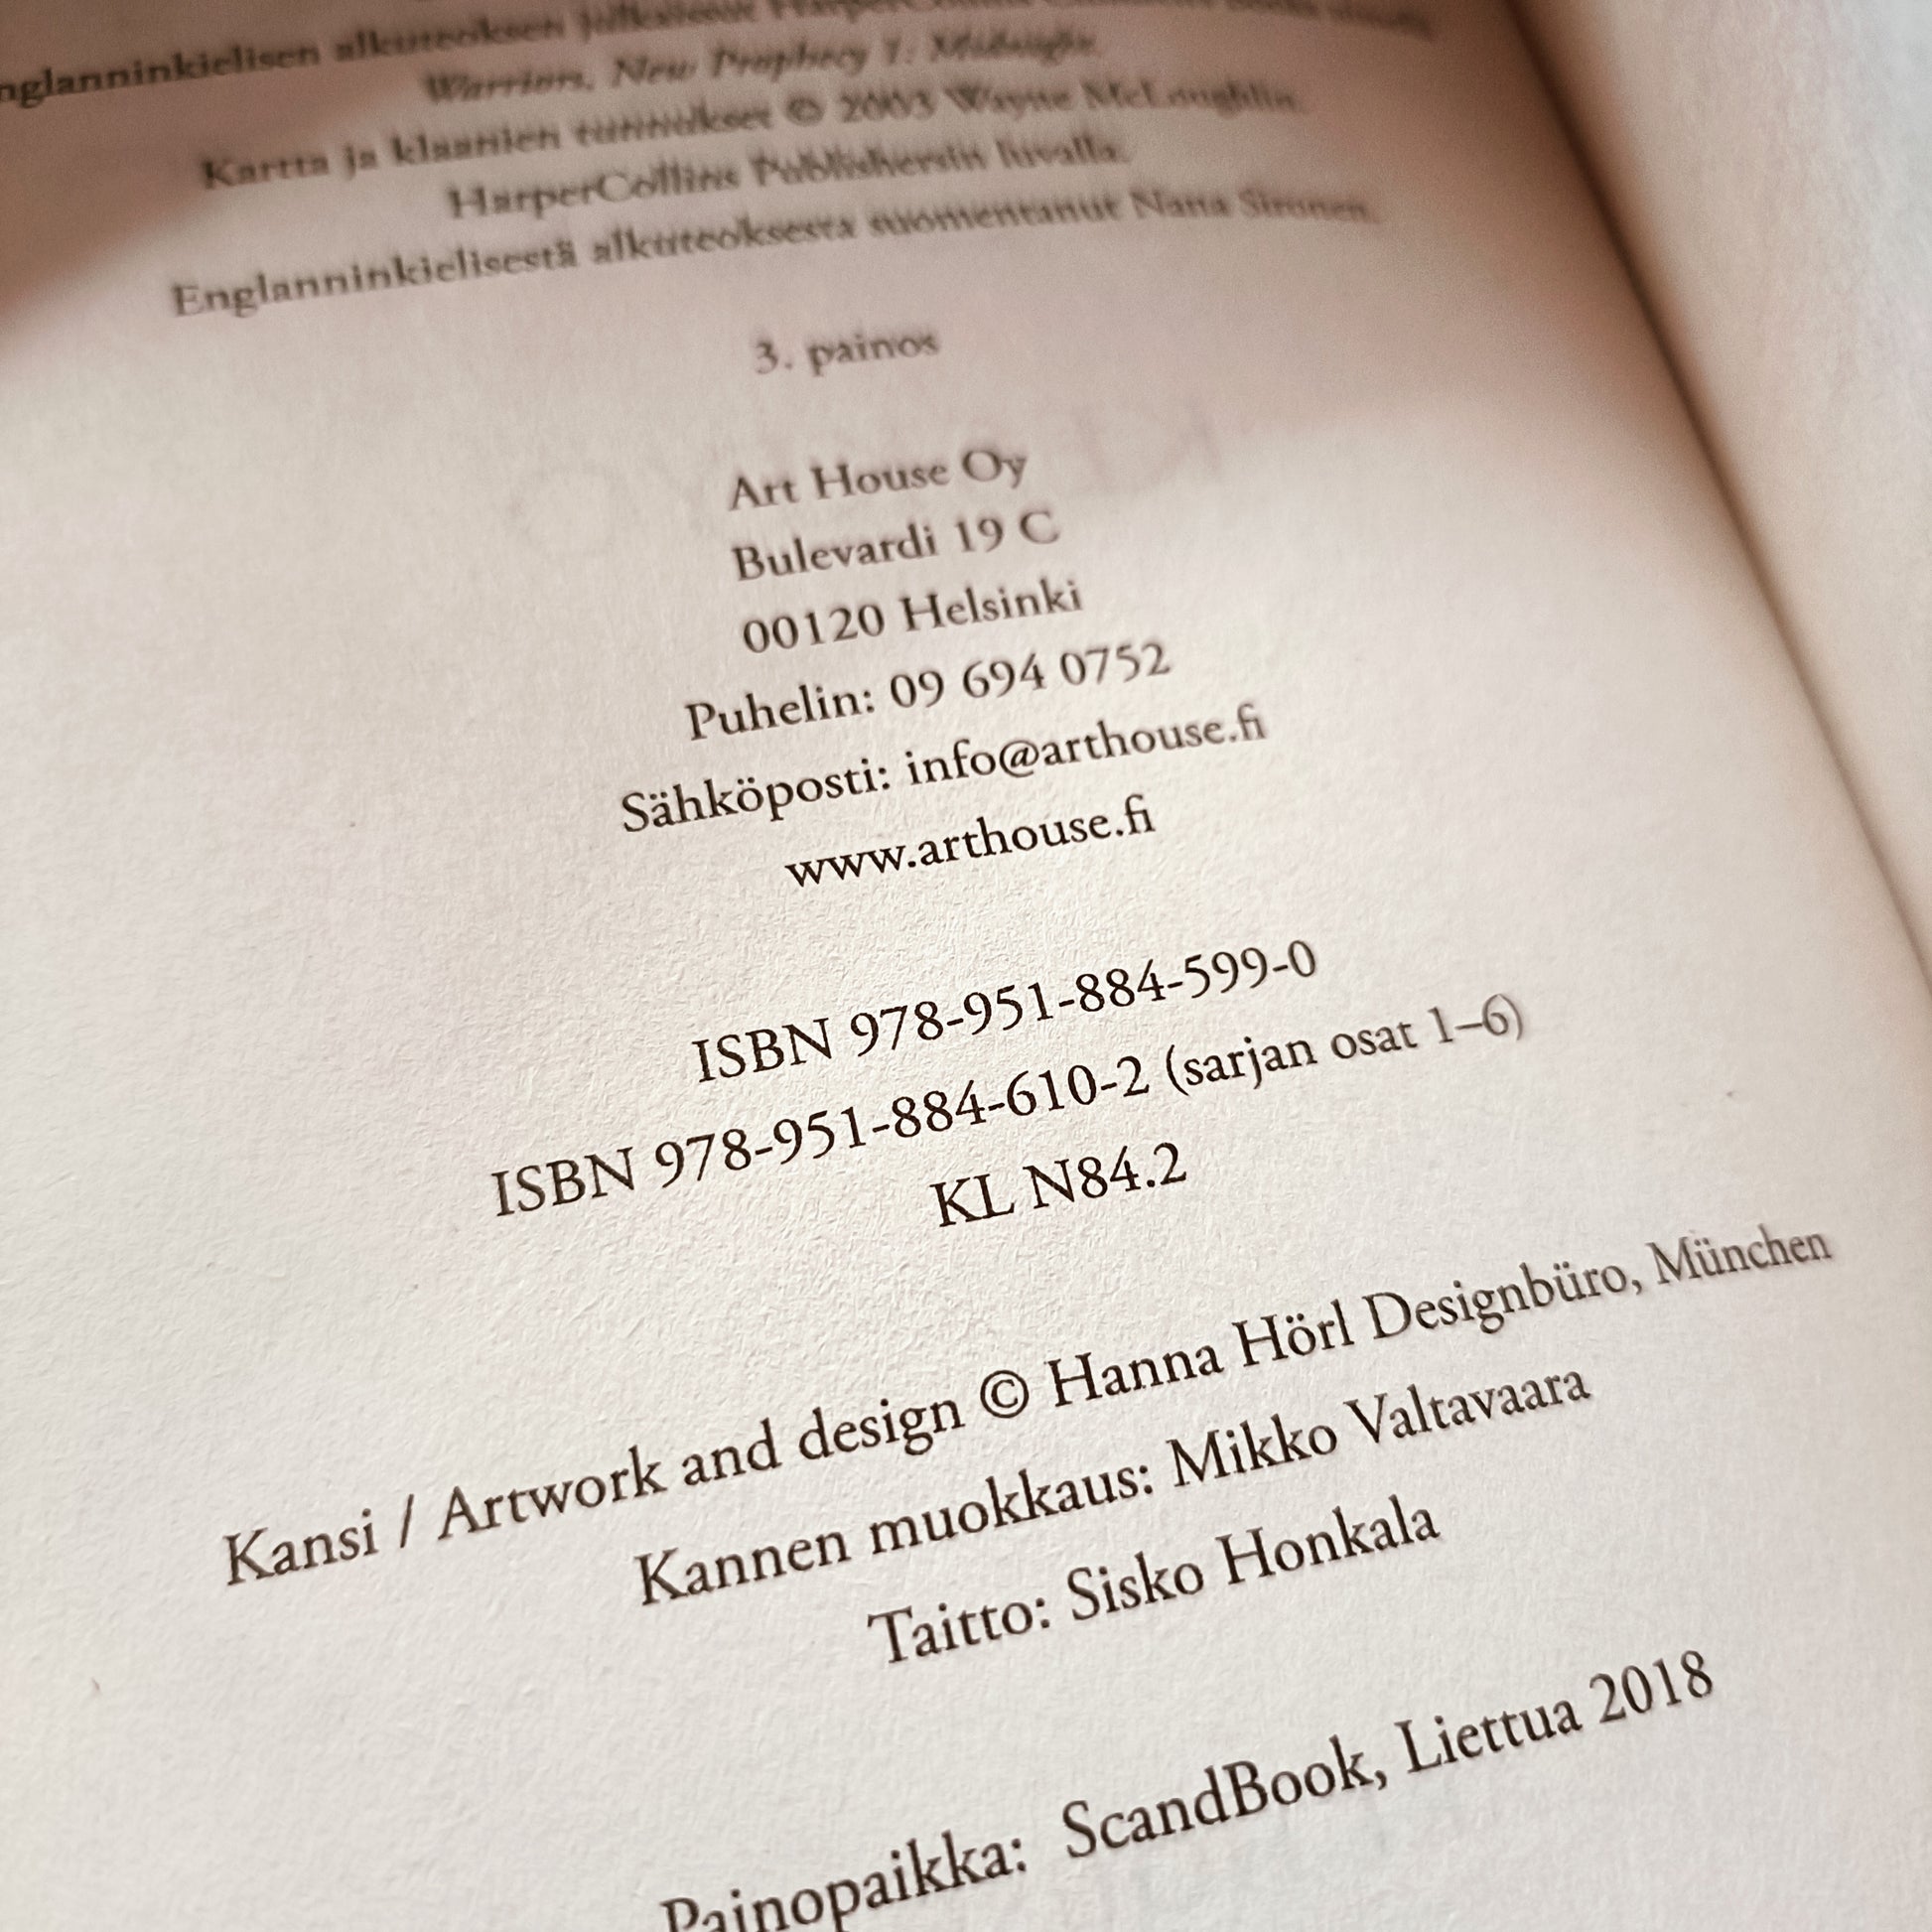 nglanninkielisen alkuteoksen julkaissut HarperCollins
Warriors, New Prophecy 1: Midnight.
Kartta ja klaanien tunnukset © 2003 Wayne McLoughlin.
HarperCollins Publishersin luvalla.
Englanninkielisestä alkuteoksesta suomentanut Nana Sironen.
3. painos
Art House Oy
Bulevardi 19 C
00120 Helsinki
Puhelin: 09 694 0752
Sähköposti: info@arthouse.fi
www.arthouse.fi
ISBN 978-951-884-599-0
ISBN 978-951-884-610-2 (sarjan osat 1–6)
KL N84.2
Kansi / Artwork and design © Hanna Hörl Designbüro, München
Kannen muokkaus: Mikko Valtavaara
Taitto: Sisko Honkala
Painopaikka: ScandBook, Liettua 2018